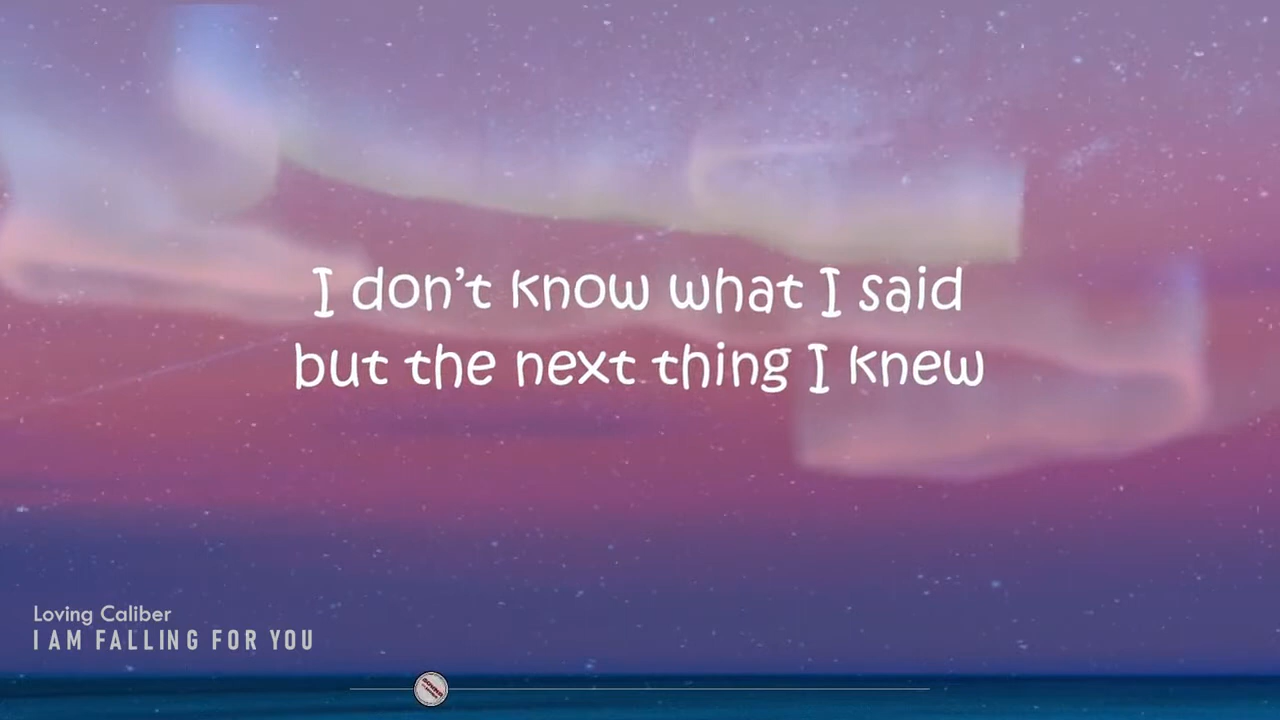 I don't know what I said
but the next thing I knew
Loving Caliber
I AM FALLING FOR YOU